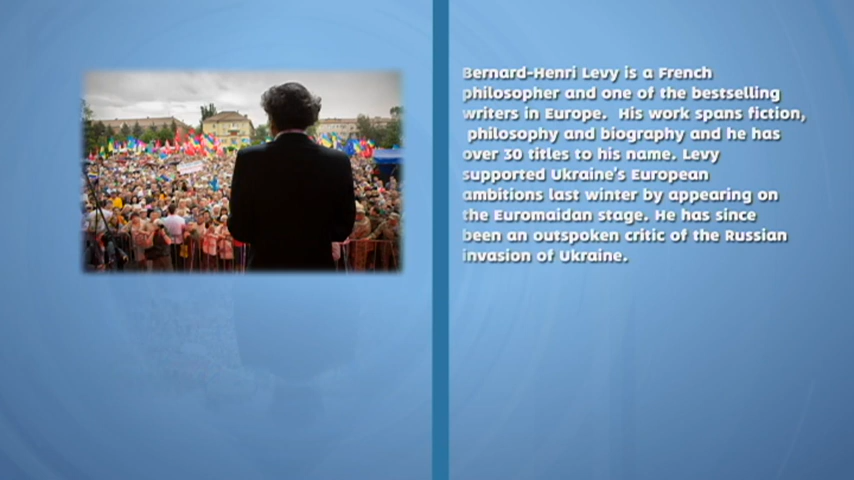 Bernard-Henri Levy is a French
philosopher and one of the bestselling
writers in Europe. His work spans fiction,
philosophy and biography and he has
over 30 titles to his name. Levy
supported Ukraine's European
ambitions last winter by appearing on
the Euromaidan stage. He has since
been an outspoken critic of the Russian
invasion of Ukraine.